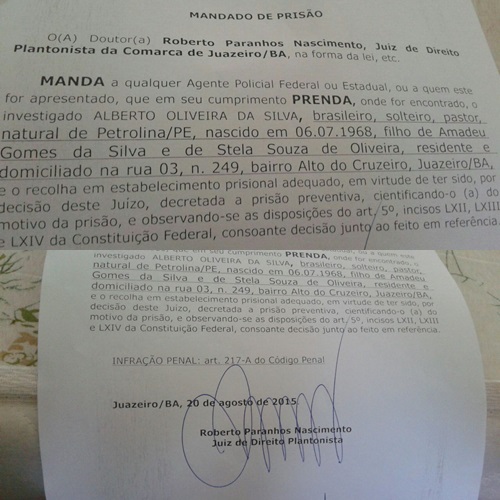 MANDADO DE PRISÃO
O(A) Doutor(a) Roberto Paranhos Nascimento, Juiz de Direito
Plantonista da Comarca de Juazeiro/BA, na forma da lei, etc.
MANDA a qualquer Agente Policial Federal ou Estadual, ou a quem este
for apresentado, que em seu cumprimento PRENDA, onde for encontrado, o
investigado ALBERTO OLIVEIRA DA SILVA, brasileiro, solteiro, pastor,
natural de Petrolina/PE, nascido em 06.07.1968, filho de Amadeu
Gomes da Silva e de Stela Souza de Oliveira, residente e
domiciliado na rua 03, n. 249, bairro Alto do Cruzeiro, Juazeiro/BA,
e o recolha em estabelecimento prisional adequado, em virtude de ter sido, por
decisão deste Juízo, decretada a prisão preventiva, cientificando-o (a) do
motivo da prisão, e observando-se as disposições do art. 5º, incisos LXII, LXIII
e LXIV da Constituição Federal, consoante decisão junto ao feito em referência.
que em seu cumprimento PRENDA, onde for encontrado, o
investigado ALBERTO OLIVEIRA DA SILVA, brasileiro, solteiro, pastor,
natural de Petrolina/PE, nascido em 06.07.1968, filho de Amadeu
Gomes da Silva e de Stela Souza de Oliveira, residente e
domiciliado na rua 03, n. 249, bairro Alto do Cruzeiro, Juazeiro/BA,
e o recolha em estabelecimento prisional adequado, em virtude de ter sido, por
decisão deste Juízo, decretada a prisão preventiva, cientificando-o (a) do
motivo da prisão, e observando-se as disposições do art. 5º, incisos LXII, LXIII
e LXIV da Constituição Federal, consoante decisão junto ao feito em referência.
INFRAÇÃO PENAL: art. 217-A do Código Penal
Juazeiro/BA, 20 de agosto de 2015
Roberto Paranhos Nascimento
Juiz de Direito Plantonista